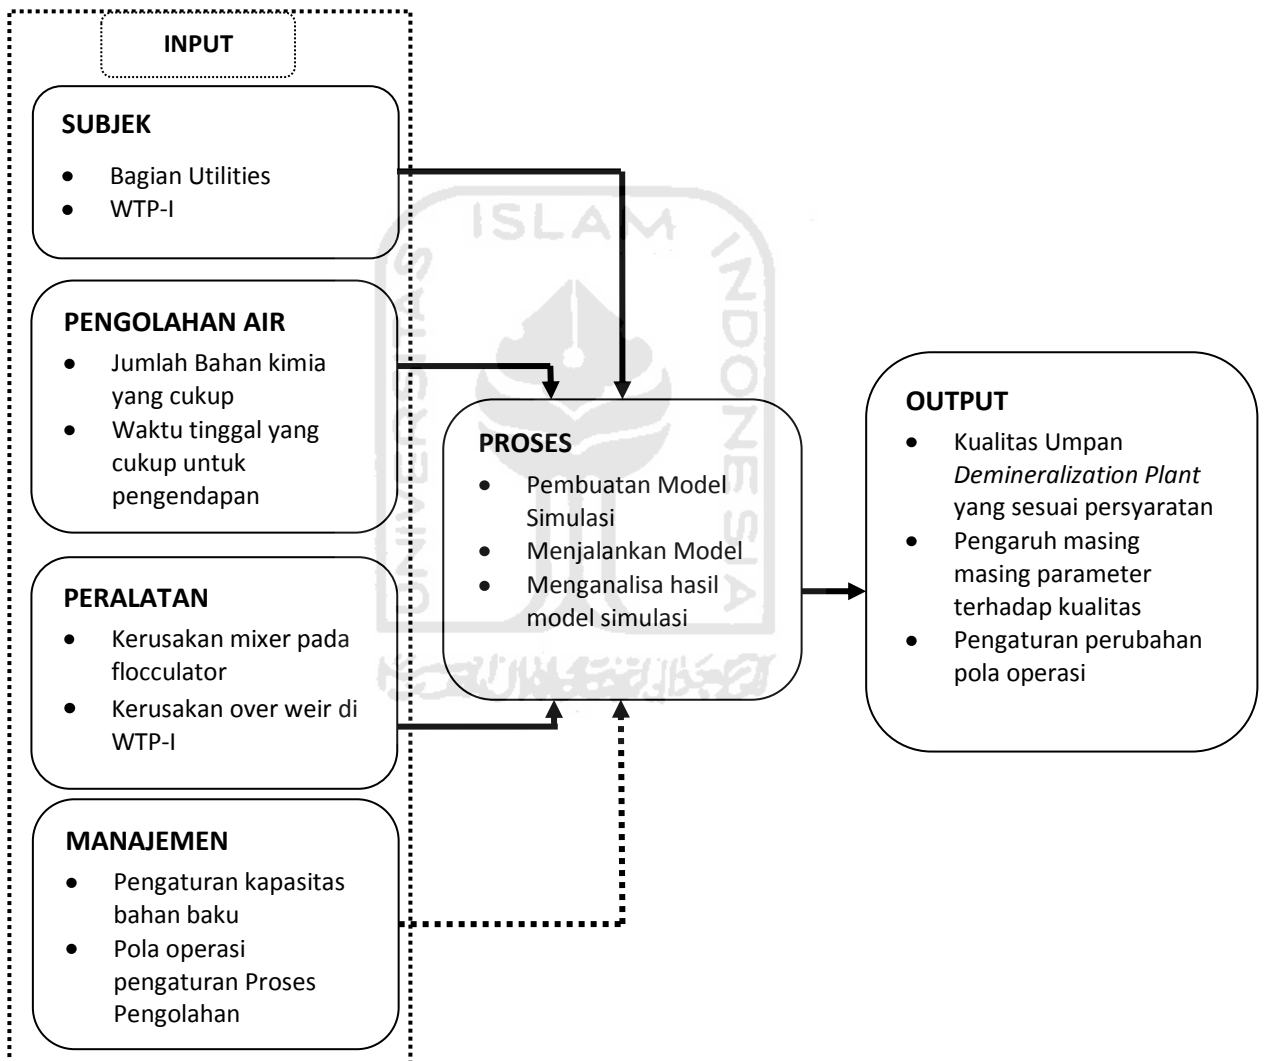 INPUT
SUBJEK
• Bagian Utilities
• WTP-I
PENGOLAHAN AIR
• Jumlah Bahan kimia
yang cukup
• Waktu tinggal yang
cukup untuk
pengendapan
PERALATAN
• Kerusakan mixer pada
flocculator
• Kerusakan over weir di
WTP-I
MANAJEMEN
• Pengaturan kapasitas
bahan baku
• Pola operasi
pengaturan Proses
Pengolahan
PROSES
• Pembuatan Model
Simulasi
• Menjalankan Model
• Menganalisa hasil
model simulasi
OUTPUT
• Kualitas Umpan
Demineralization Plant
yang sesuai persyaratan
• Pengaruh masing
masing parameter
terhadap kualitas
• Pengaturan perubahan
pola operasi
UNIVERSITAS
ISLAM
INDONESIA